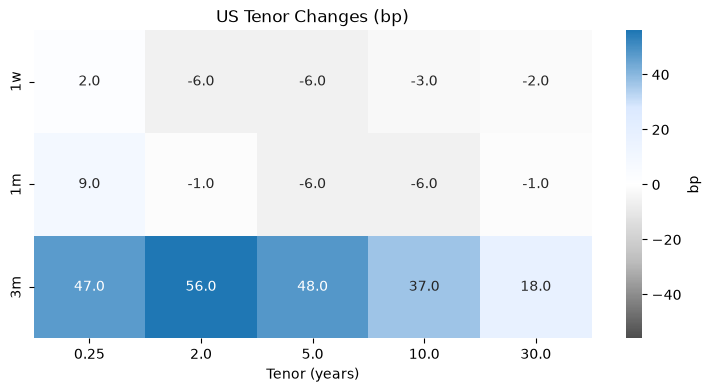 US Tenor Changes (bp)
1w
2.0 -6.0 -6.0 -3.0 -2.0
1m
9.0 -1.0 -6.0 -6.0 -1.0
3m
47.0 56.0 48.0 37.0 18.0
0.25 2.0 5.0 10.0 30.0
Tenor (years)
40
20
0
−20
−40
bp